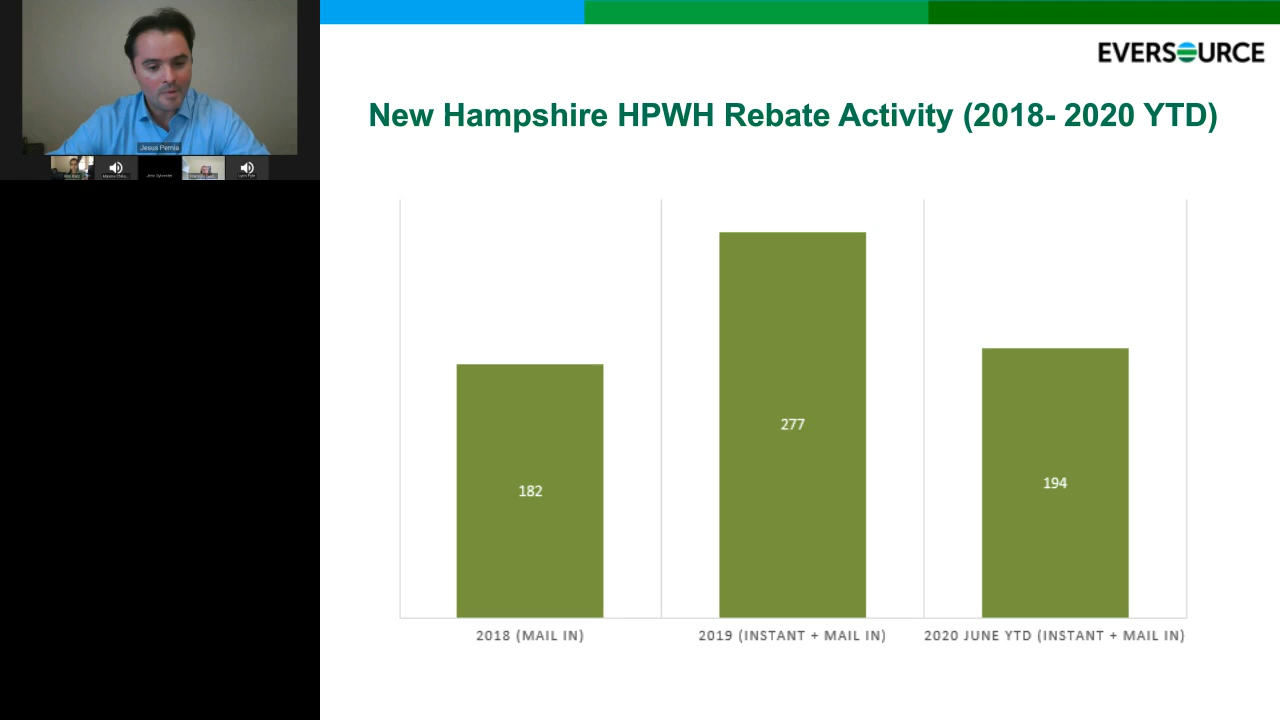 EVERSOURCE
New Hampshire HPWH Rebate Activity (2018- 2020 YTD)
Jesus Pernia
182
277
194
2018 (MAIL IN)
2019 (INSTANT + MAIL IN)
2020 JUNE YTD (INSTANT + MAIL IN)